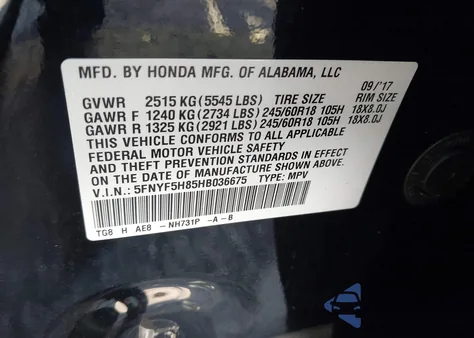 MFD. BY HONDA MFG. OF ALABAMA, LLC 09/'17
GVWR 2515 KG (5545 LBS) TIRE SIZE RIM SIZE
GAWR F 1240 KG (2734 LBS) 245/60R18 105H 18X8.0J
GAWR R 1325 KG (2921 LBS) 245/60R18 105H 18X8.0J
THIS VEHICLE CONFORMS TO ALL APPLICABLE
FEDERAL MOTOR VEHICLE SAFETY
AND THEFT PREVENTION STANDARDS IN EFFECT
ON THE DATE OF MANUFACTURE SHOWN ABOVE.
V.I.N.: 5FNYF5H85HB036675 TYPE: MPV
TG8 H AE8 -NH731P -A-B